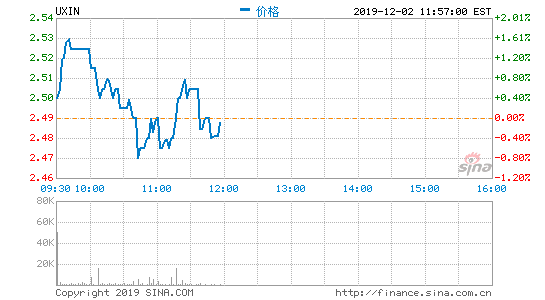 UXIN 价格 2019-12-02 11:57:00 EST
2.54 2.01%
2.53 1.61%
2.52 1.20%
2.51 0.80%
2.50 0.40%
2.49 0.00%
2.48 -0.40%
2.47 -0.80%
2.46 -1.20%
sina
09:30 10:00 11:00 12:00 13:00 14:00 15:00 16:00
80K
60K
40K
20K
Copyright 2019 SINA.COM http://finance.sina.com.cn